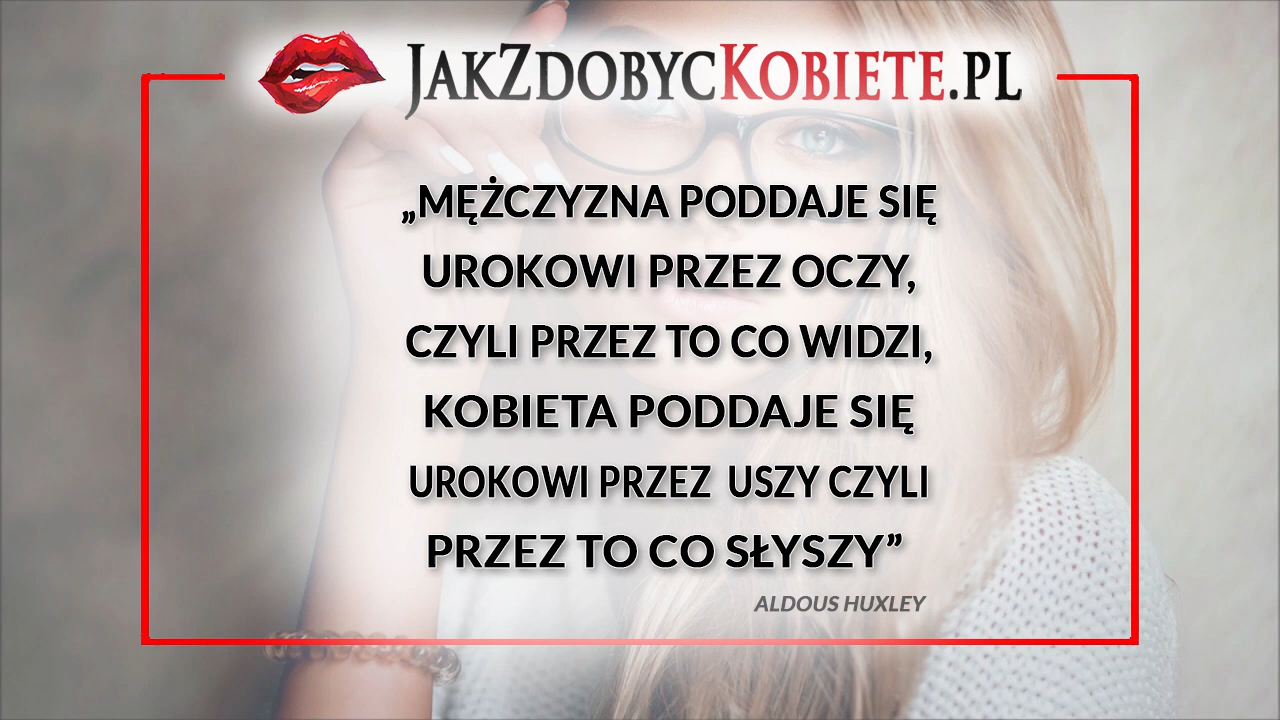 JAKZDOBYCKOBIETE.PL
„MĘŻCZYZNA PODDAJE SIĘ
UROKOWI PRZEZ OCZY,
CZYLI PRZEZ TO CO WIDZI,
KOBIETA PODDAJE SIĘ
UROKOWI PRZEZ USZY CZYLI
PRZEZ TO CO SŁYSZY”
ALDOUS HUXLEY